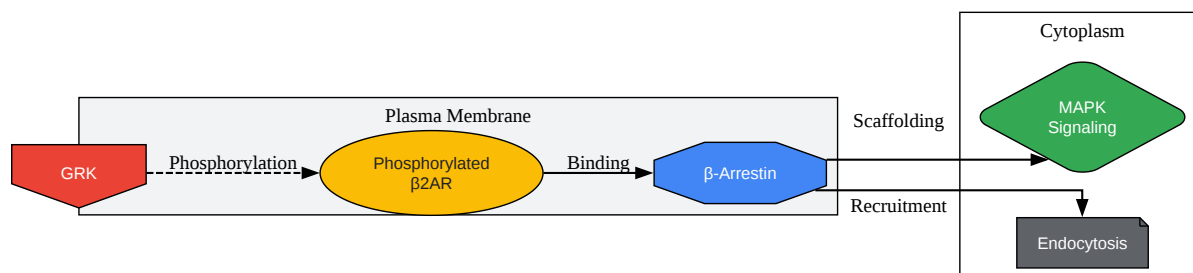 Cytoplasm
Plasma Membrane
Scaffolding
MAPK
Signaling
GRK
Phosphorylation
Phosphorylated
β2AR
Binding
β-Arrestin
Recruitment
Endocytosis